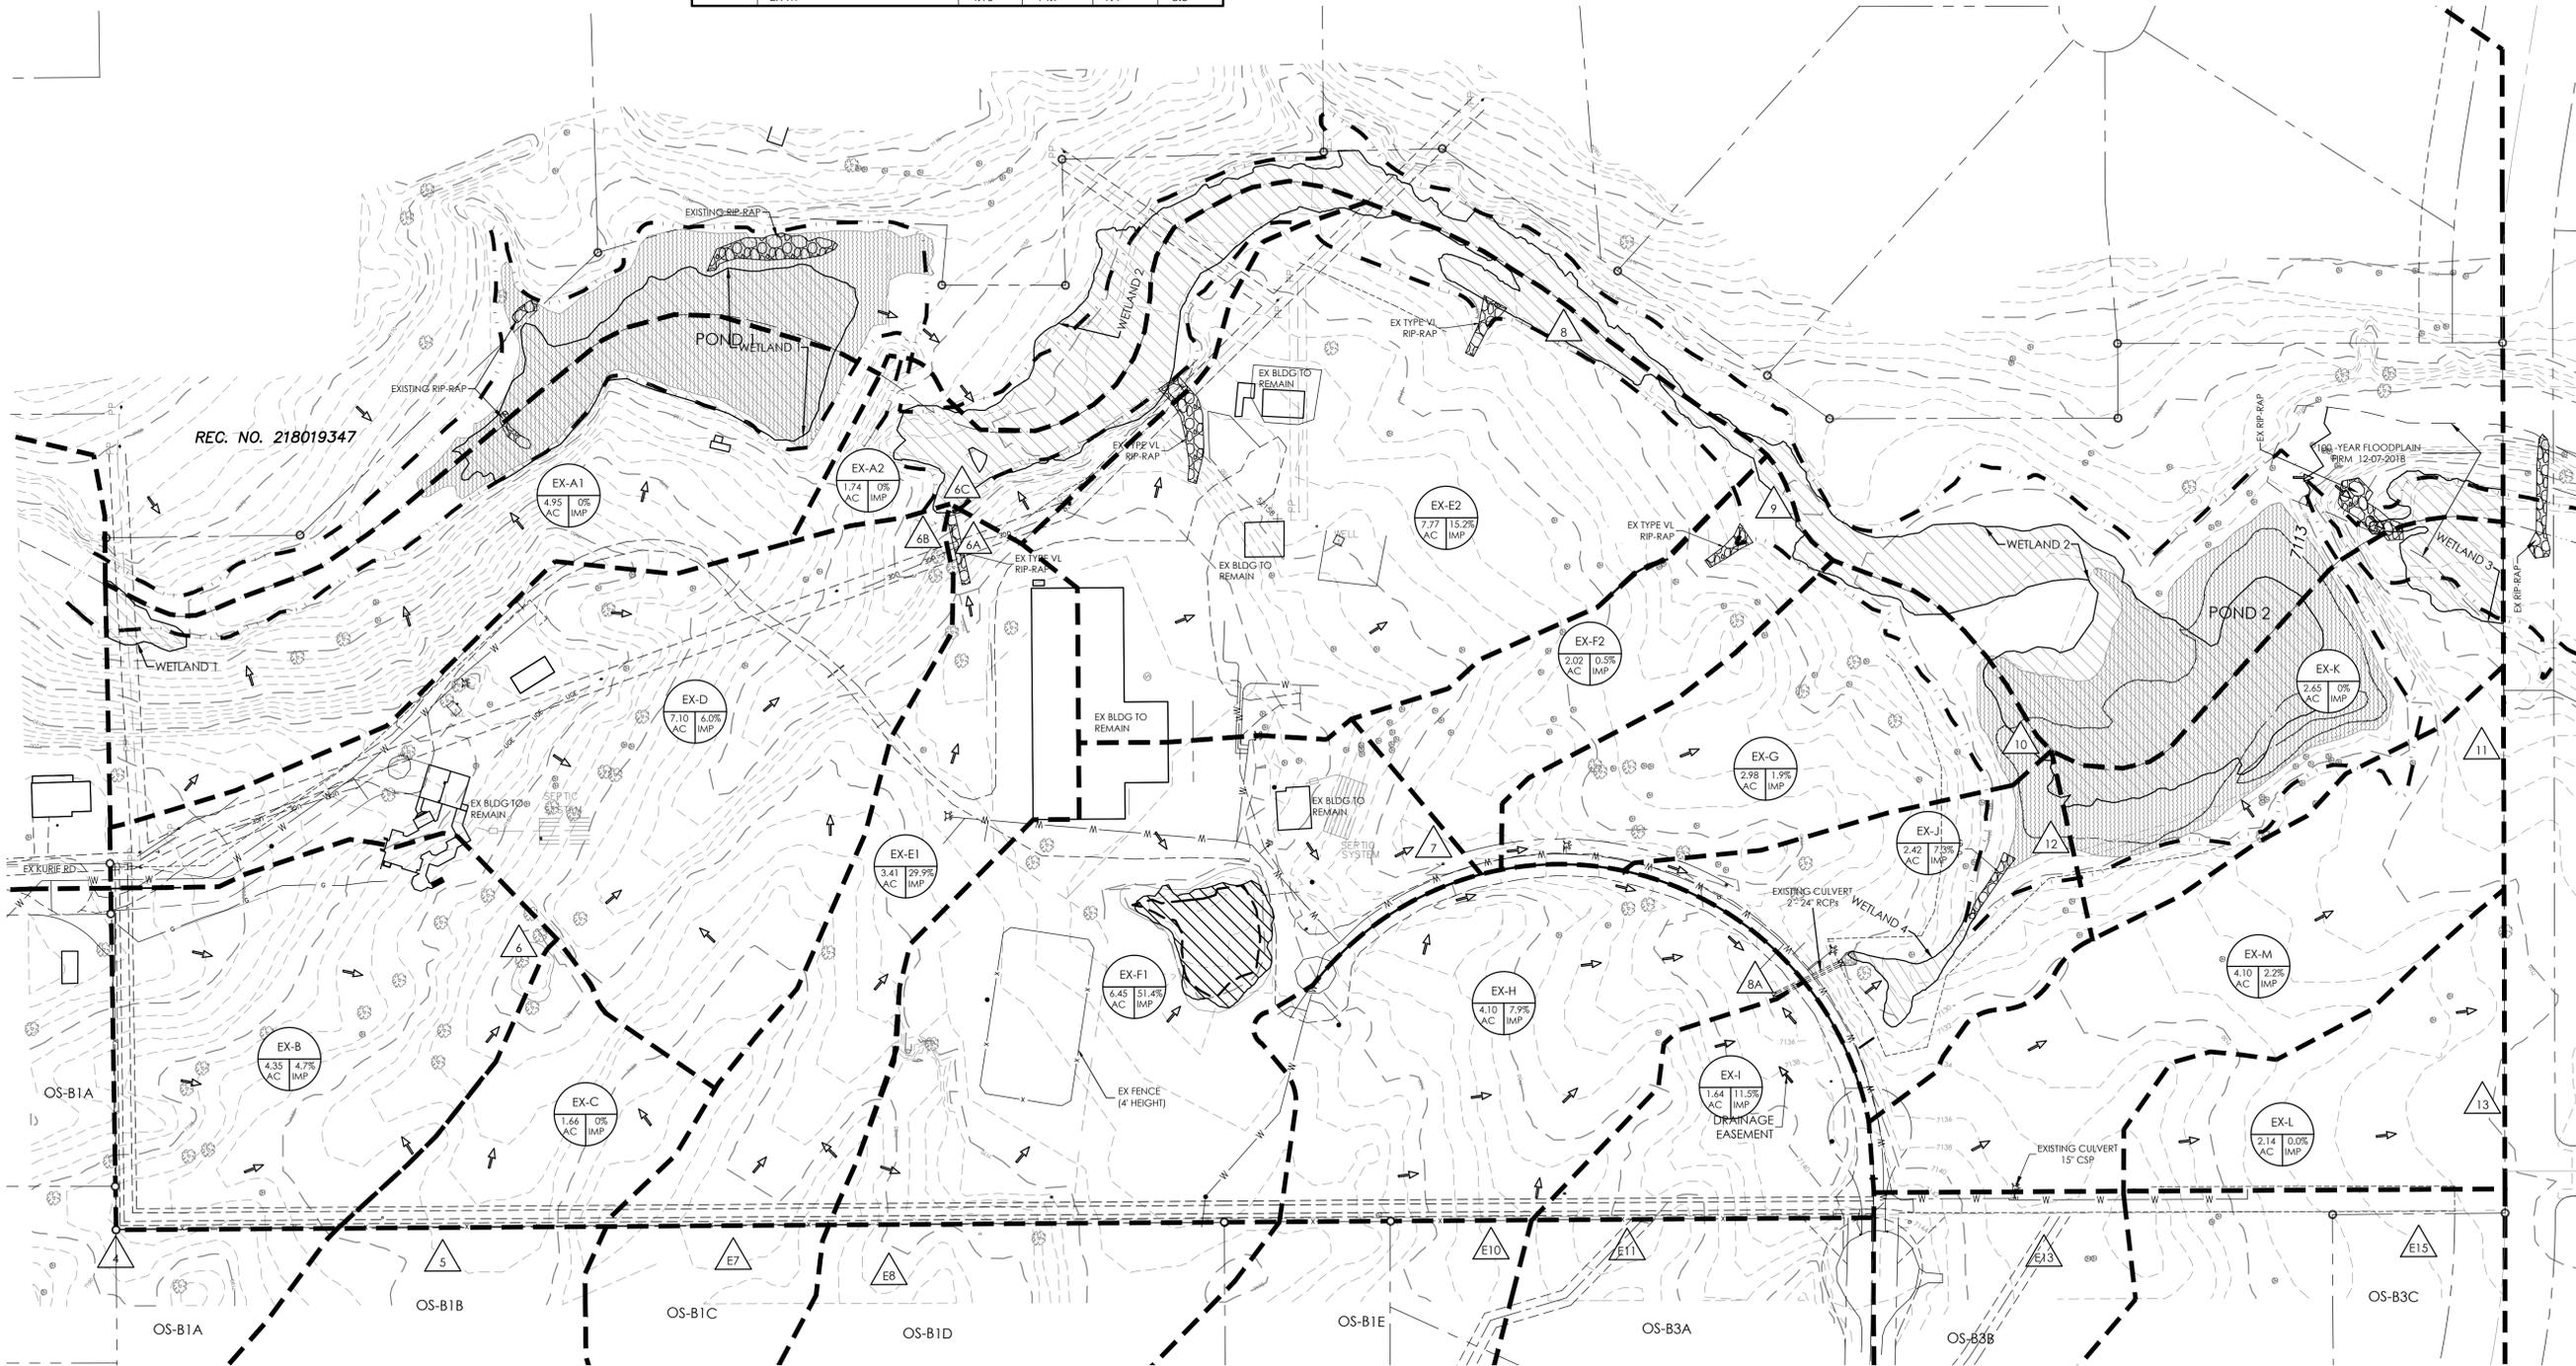 EXISTING RIP-RAP
POND 1
WETLAND 1
EXISTING RIP-RAP
REC. NO. 218019347
WETLAND 1
WETLAND 2
EX TYPE VL
RIP-RAP
8
EX BLDG TO
REMAIN
EX TYPE VL
RIP-RAP
EX RIP-RAP
100-YEAR FLOODPLAIN
FIRM 12-07-2018
EX-A1
4.95 0%
AC IMP
EX-A2
1.74 0%
AC IMP
6C
6B
6A
EX TYPE VL
RIP-RAP
EX BLDG TO
REMAIN
WELL
EX-E2
7.77 15.2%
AC IMP
EX TYPE VL
RIP-RAP
9
WETLAND 2
7113
WETLAND 3
EX RIP-RAP
POND 2
EX-F2
2.02 0.5%
AC IMP
EX-K
2.65 0%
AC IMP
EX-D
7.10 6.0%
AC IMP
EX BLDG TO
REMAIN
EX-G
2.98 1.9%
AC IMP
10
11
EX BLDG TO
REMAIN
SEPTIC
SYSTEM
EX BLDG TO
REMAIN
SEPTIC
SYSTEM
7
EX-J
2.42 7.3%
AC IMP
12
EX KURIE RD
EX-E1
3.41 29.9%
AC IMP
EXISTING CULVERT
2 - 24" RCPs
WETLAND 4
6
EX-F1
6.45 51.4%
AC IMP
EX-H
4.10 7.9%
AC IMP
8A
EX-M
4.10 2.2%
AC IMP
EX-B
4.35 4.7%
AC IMP
OS-B1A
EX-C
1.66 0%
AC IMP
EX FENCE
(4' HEIGHT)
EX-I
1.64 11.5%
AC IMP
DRAINAGE
EASEMENT
13
EX-L
2.14 0.0%
AC IMP
EXISTING CULVERT
15" CSP
4
5
E7
E8
E10
E11
E13
E15
OS-B1A
OS-B1B
OS-B1C
OS-B1D
OS-B1E
OS-B3A
OS-B3B
OS-B3C